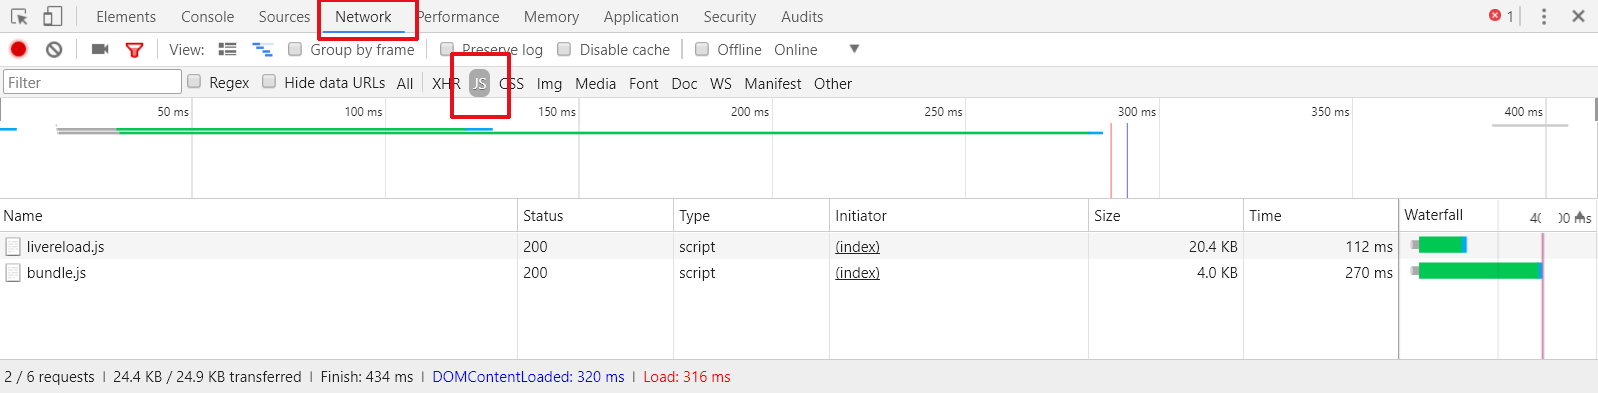 Elements Console Sources Network Performance Memory Application Security Audits 1
View: Group by frame Preserve log Disable cache Offline Online
Filter Regex Hide data URLs All XHR JS CSS Img Media Font Doc WS Manifest Other
50 ms 100 ms 150 ms 200 ms 250 ms 300 ms 350 ms 400 ms
Name Status Type Initiator Size Time Waterfall
livereload.js 200 script (index) 20.4 KB 112 ms
bundle.js 200 script (index) 4.0 KB 270 ms
2 / 6 requests | 24.4 KB / 24.9 KB transferred | Finish: 434 ms | DOMContentLoaded: 320 ms | Load: 316 ms